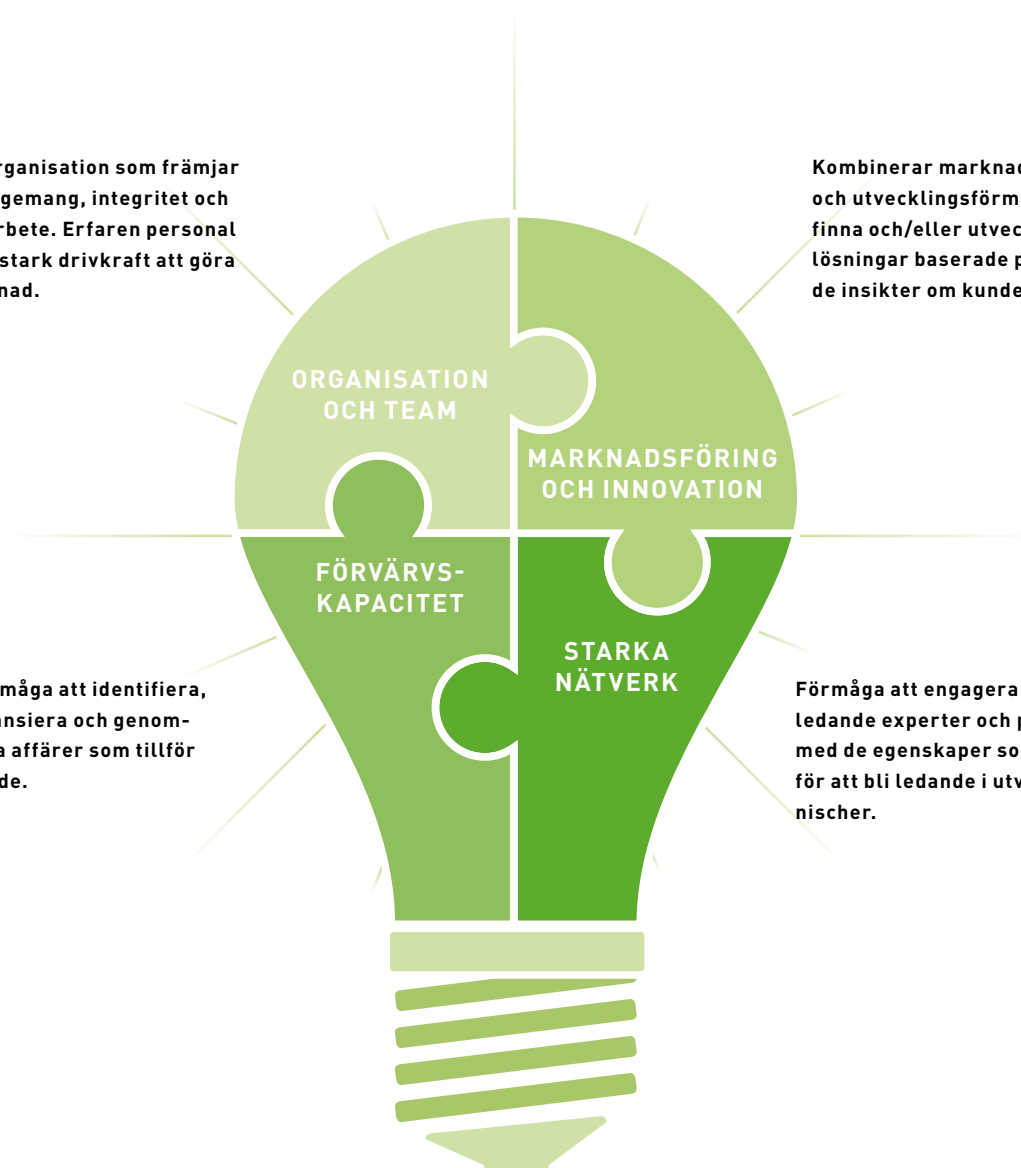 rganisation som främjar
gemang, integritet och
rbete. Erfaren personal
stark drivkraft att göra
nad.
Kombinerar marknad
och utvecklingsförm
finna och/eller utvec
lösningar baserade p
de insikter om kunde
ORGANISATION
OCH TEAM
MARKNADSFÖRING
OCH INNOVATION
FÖRVÄRVS-
KAPACITET
STARKA
NÄTVERK
måga att identifiera,
ansiera och genom-
a affärer som tillför
de.
Förmåga att engagera
ledande experter och p
med de egenskaper so
för att bli ledande i utv
nischer.